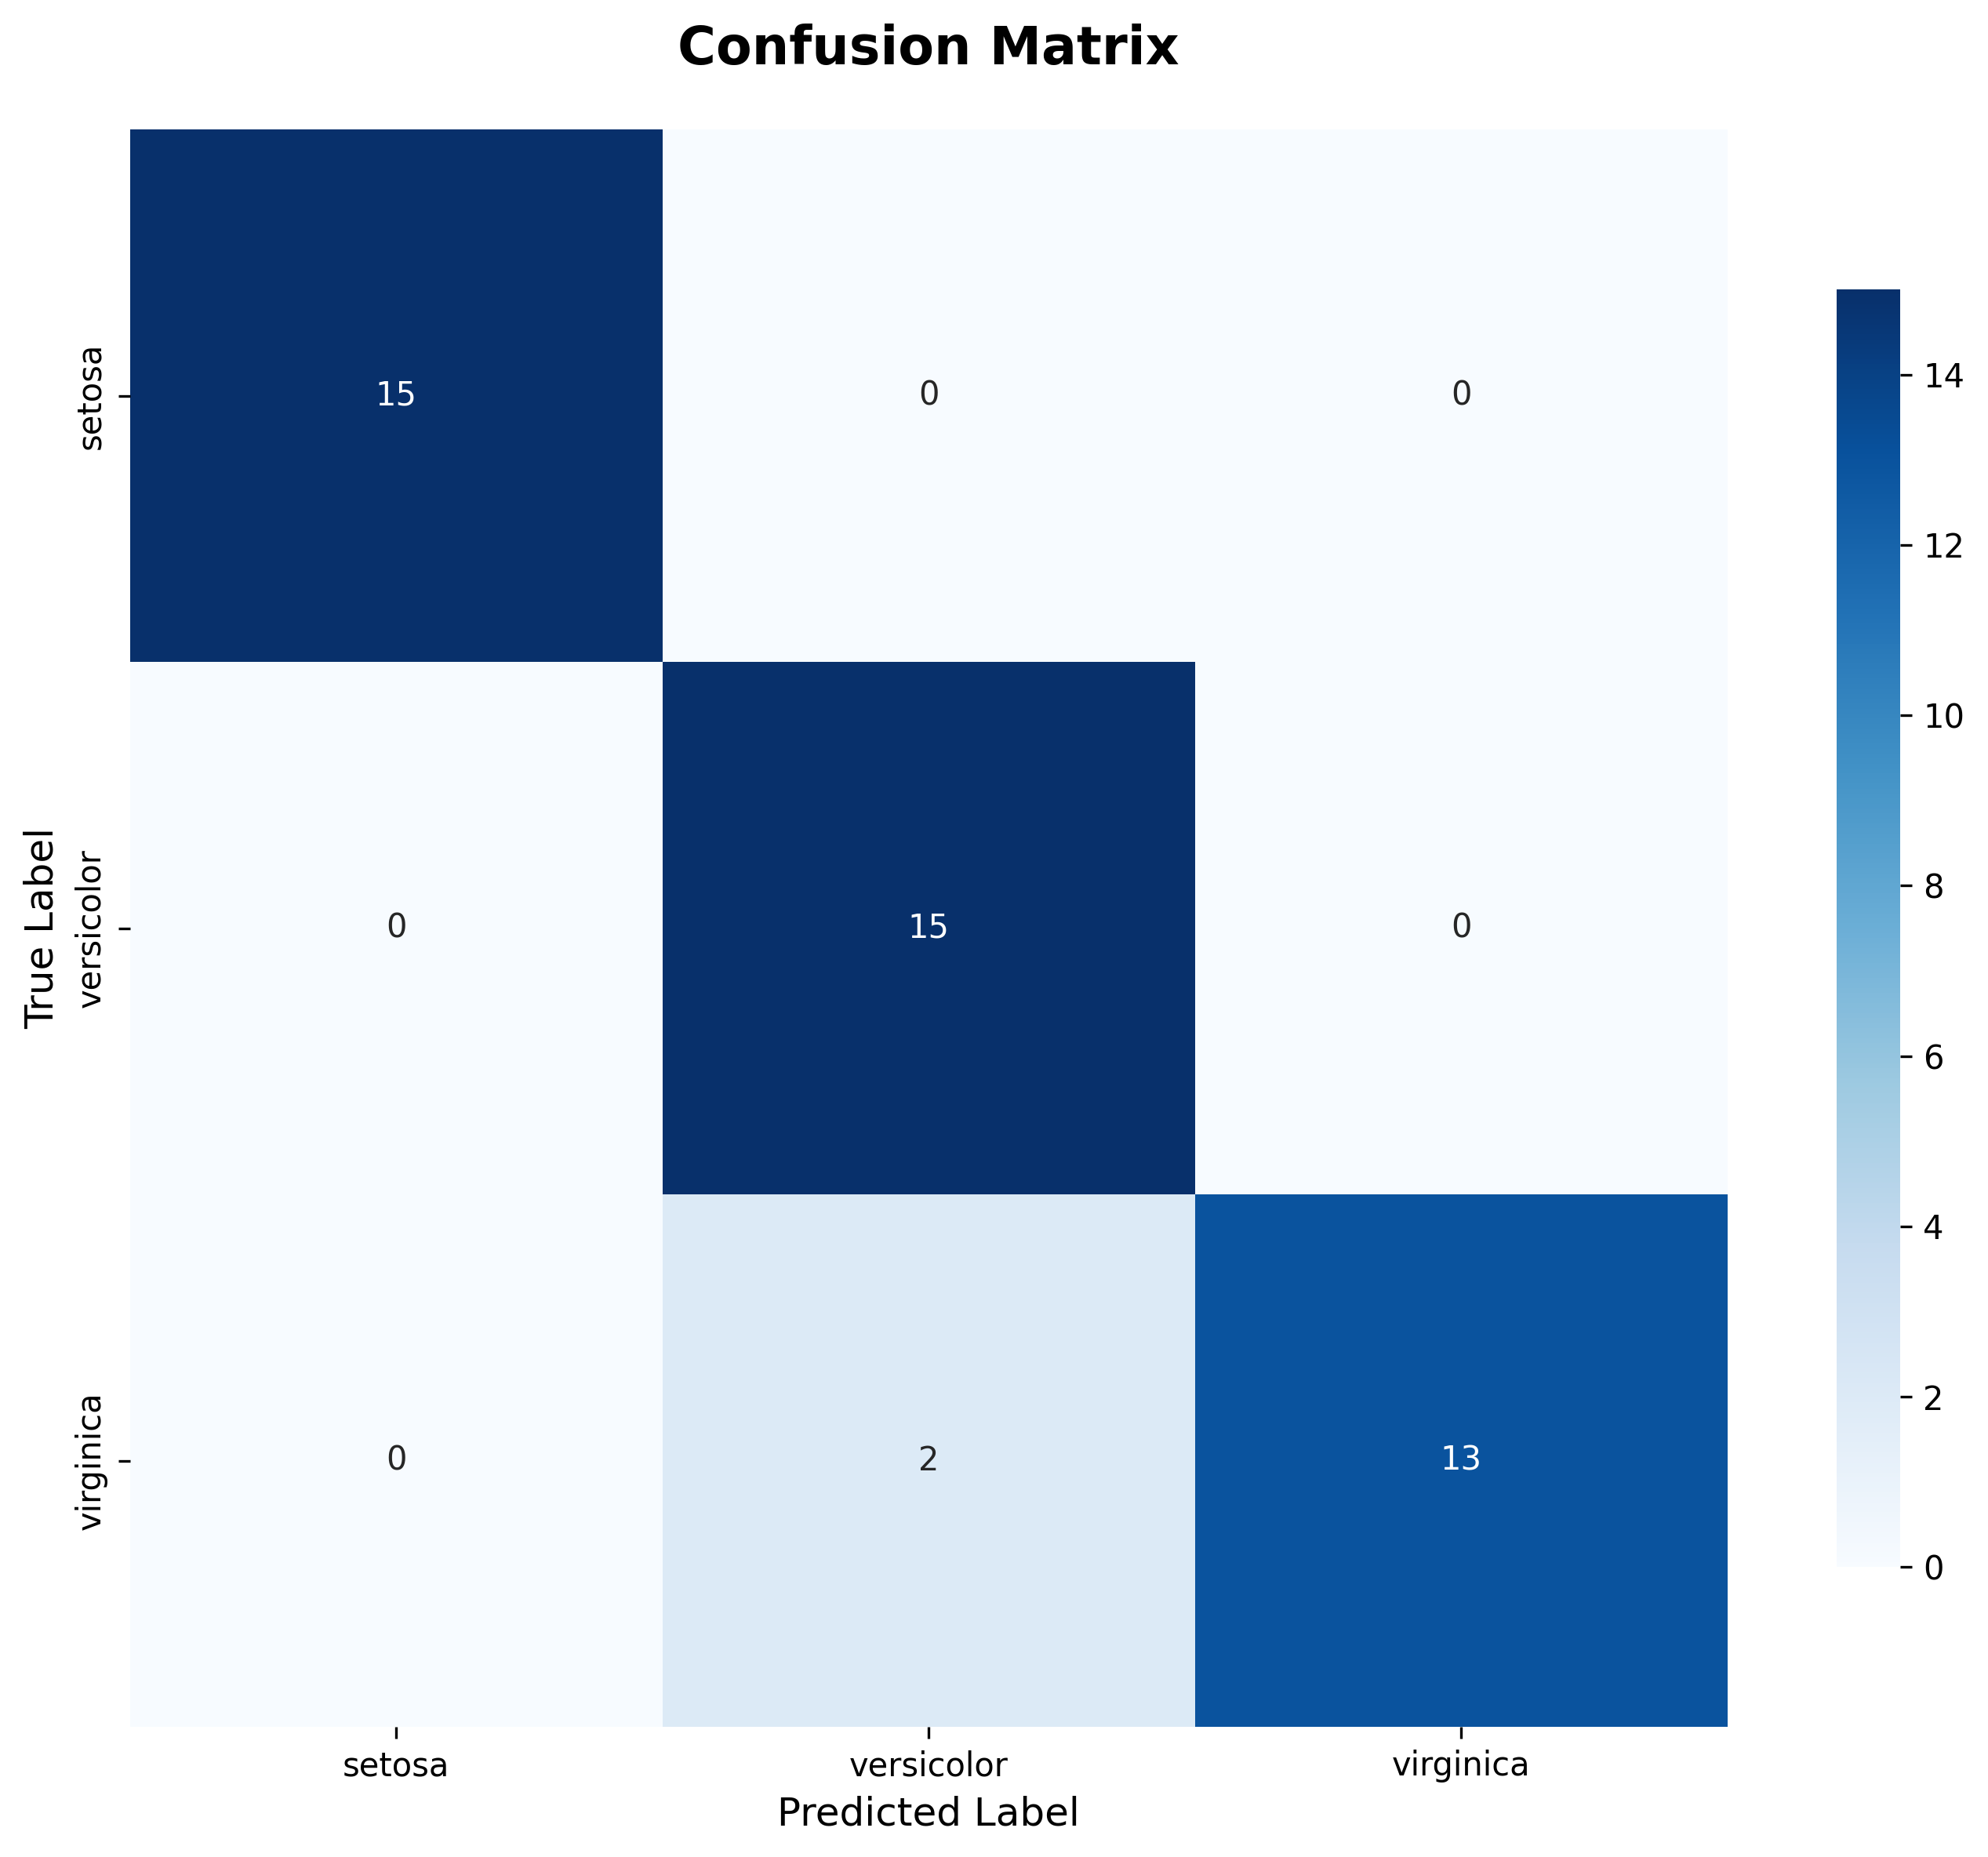 Confusion Matrix
True Label
setosa
15 0 0
versicolor
0 15 0
virginica
0 2 13
setosa versicolor virginica
Predicted Label
14
12
10
8
6
4
2
0